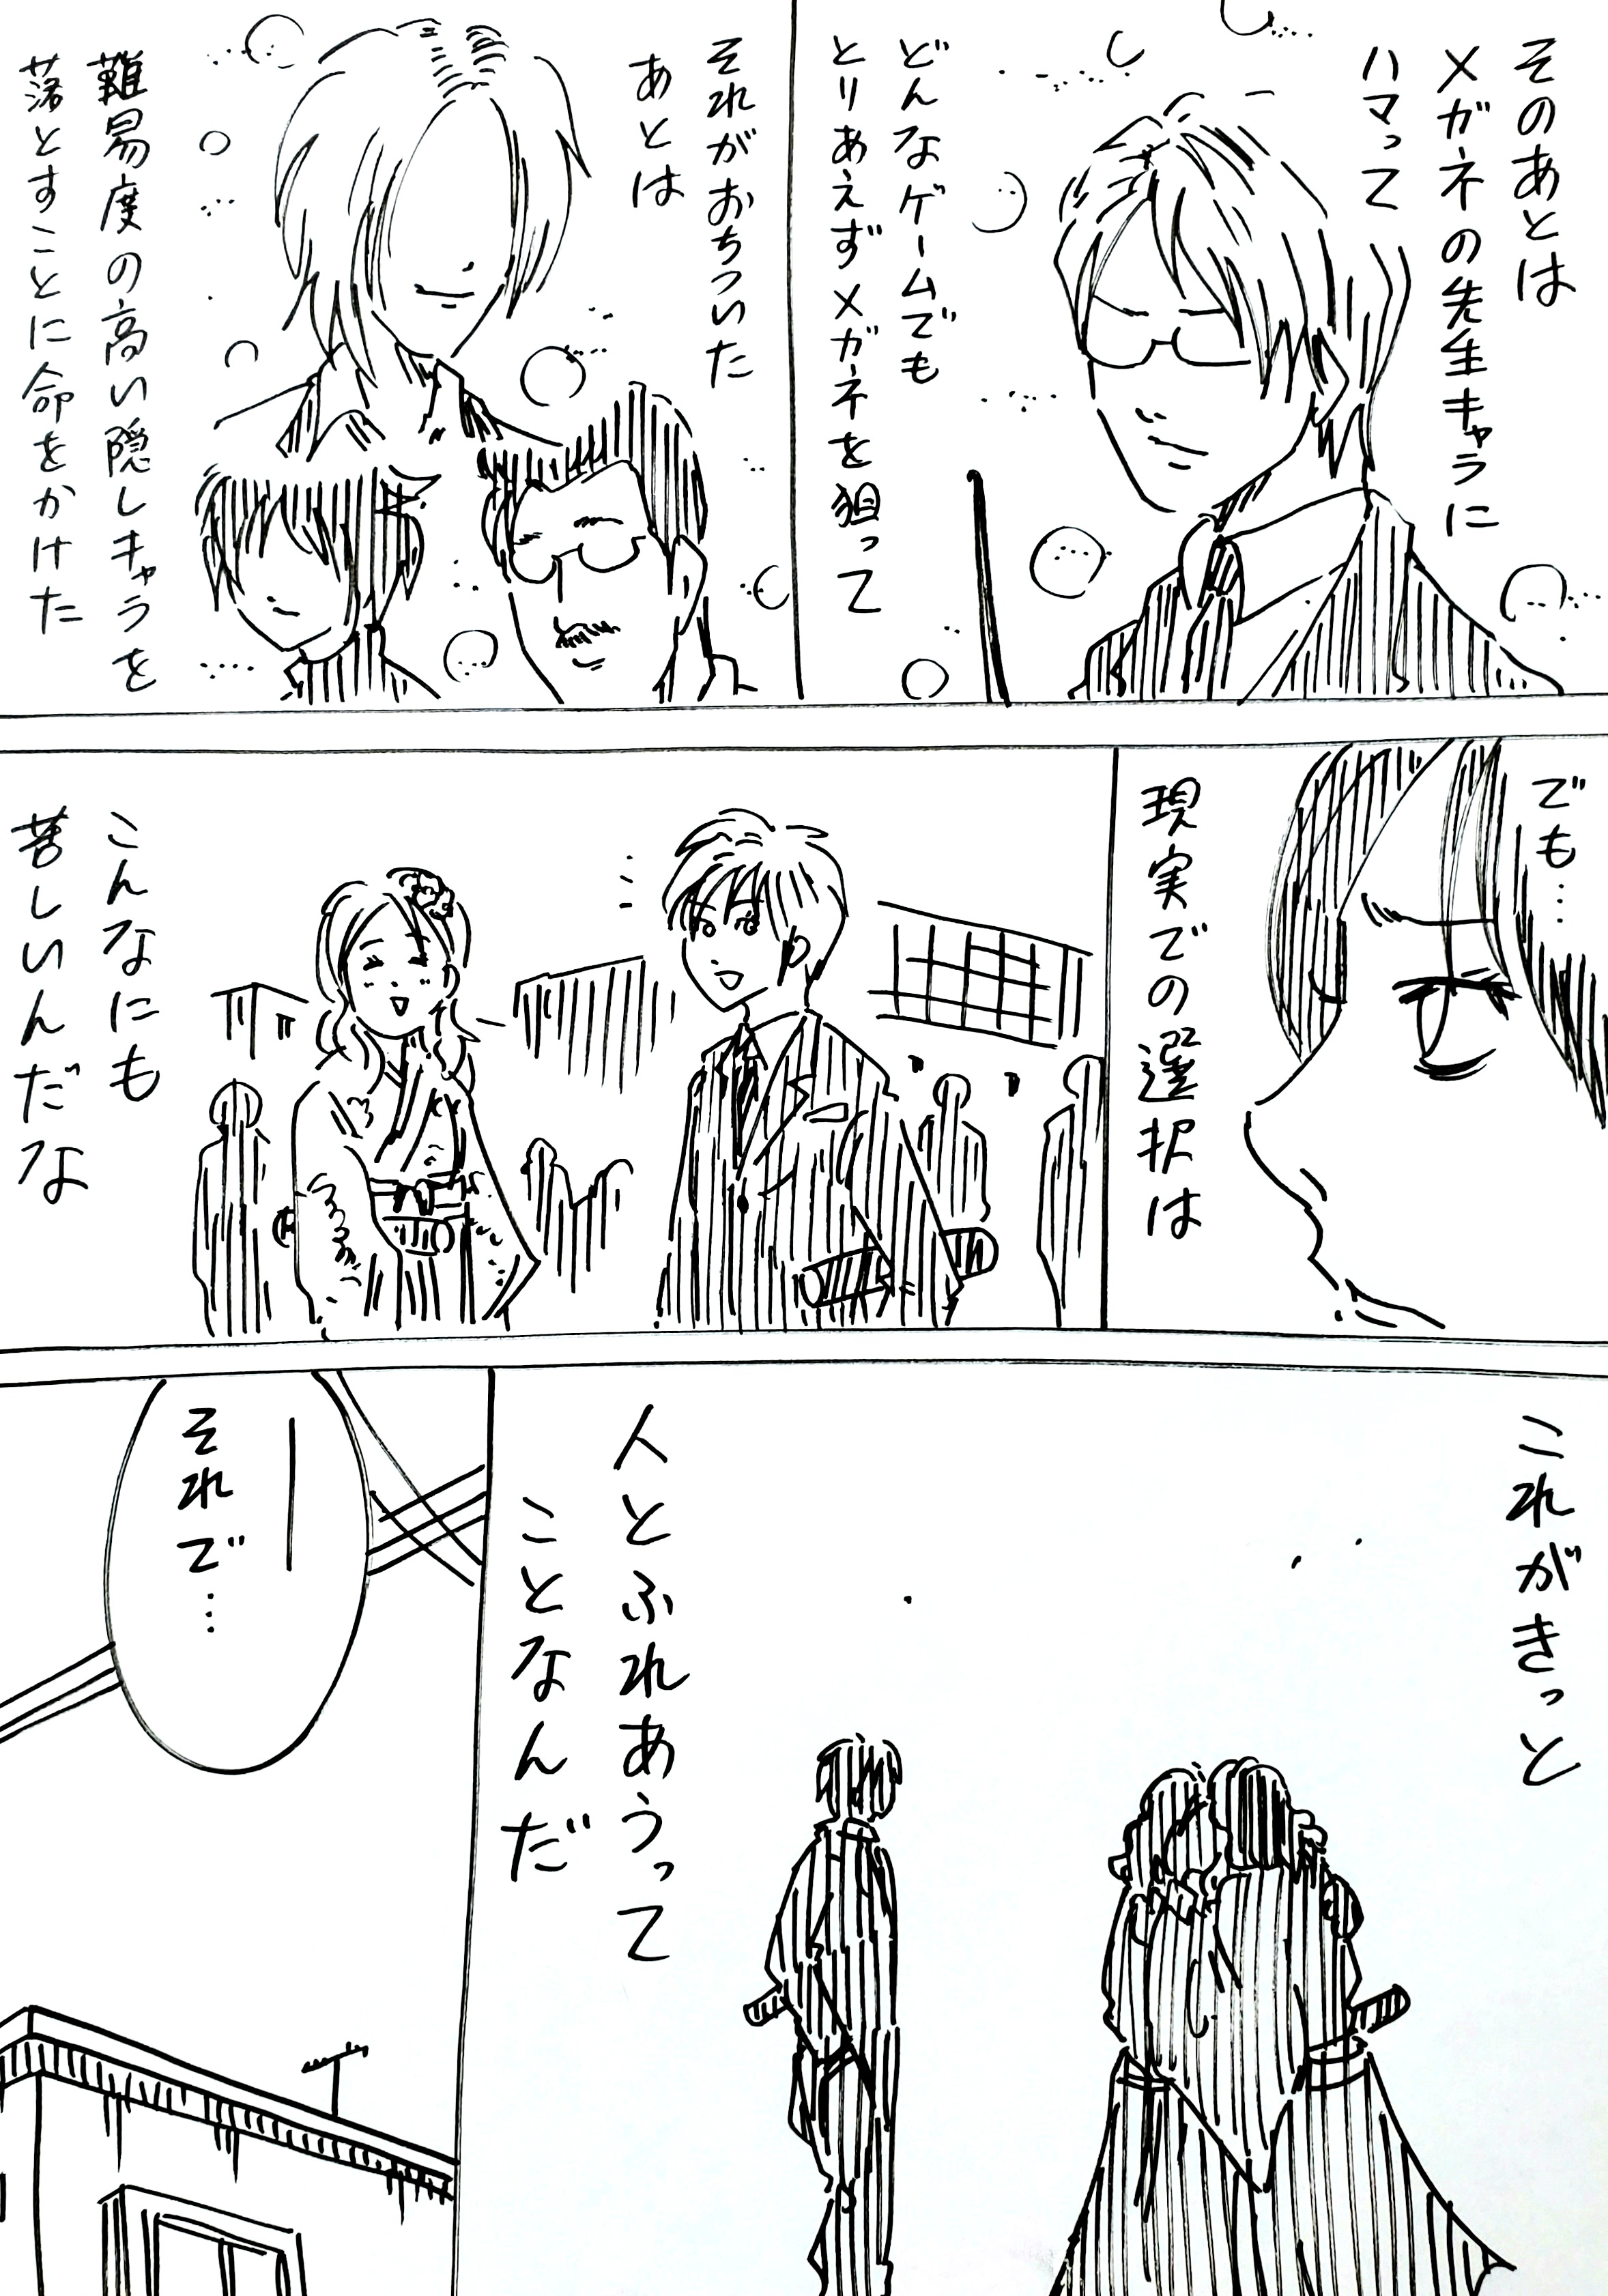 そのあとは
メガネの先生キャラに
ハマって
どんなゲームでも
とりあえずメガネを狙って
それがおちついた
あとは
難易度の高い隠しキャラを
落とすことに命をかけた
でも…
現実での選択は
こんなにも
苦しいんだな
これがきっと
人とふれあうって
ことなんだ
―
それで…